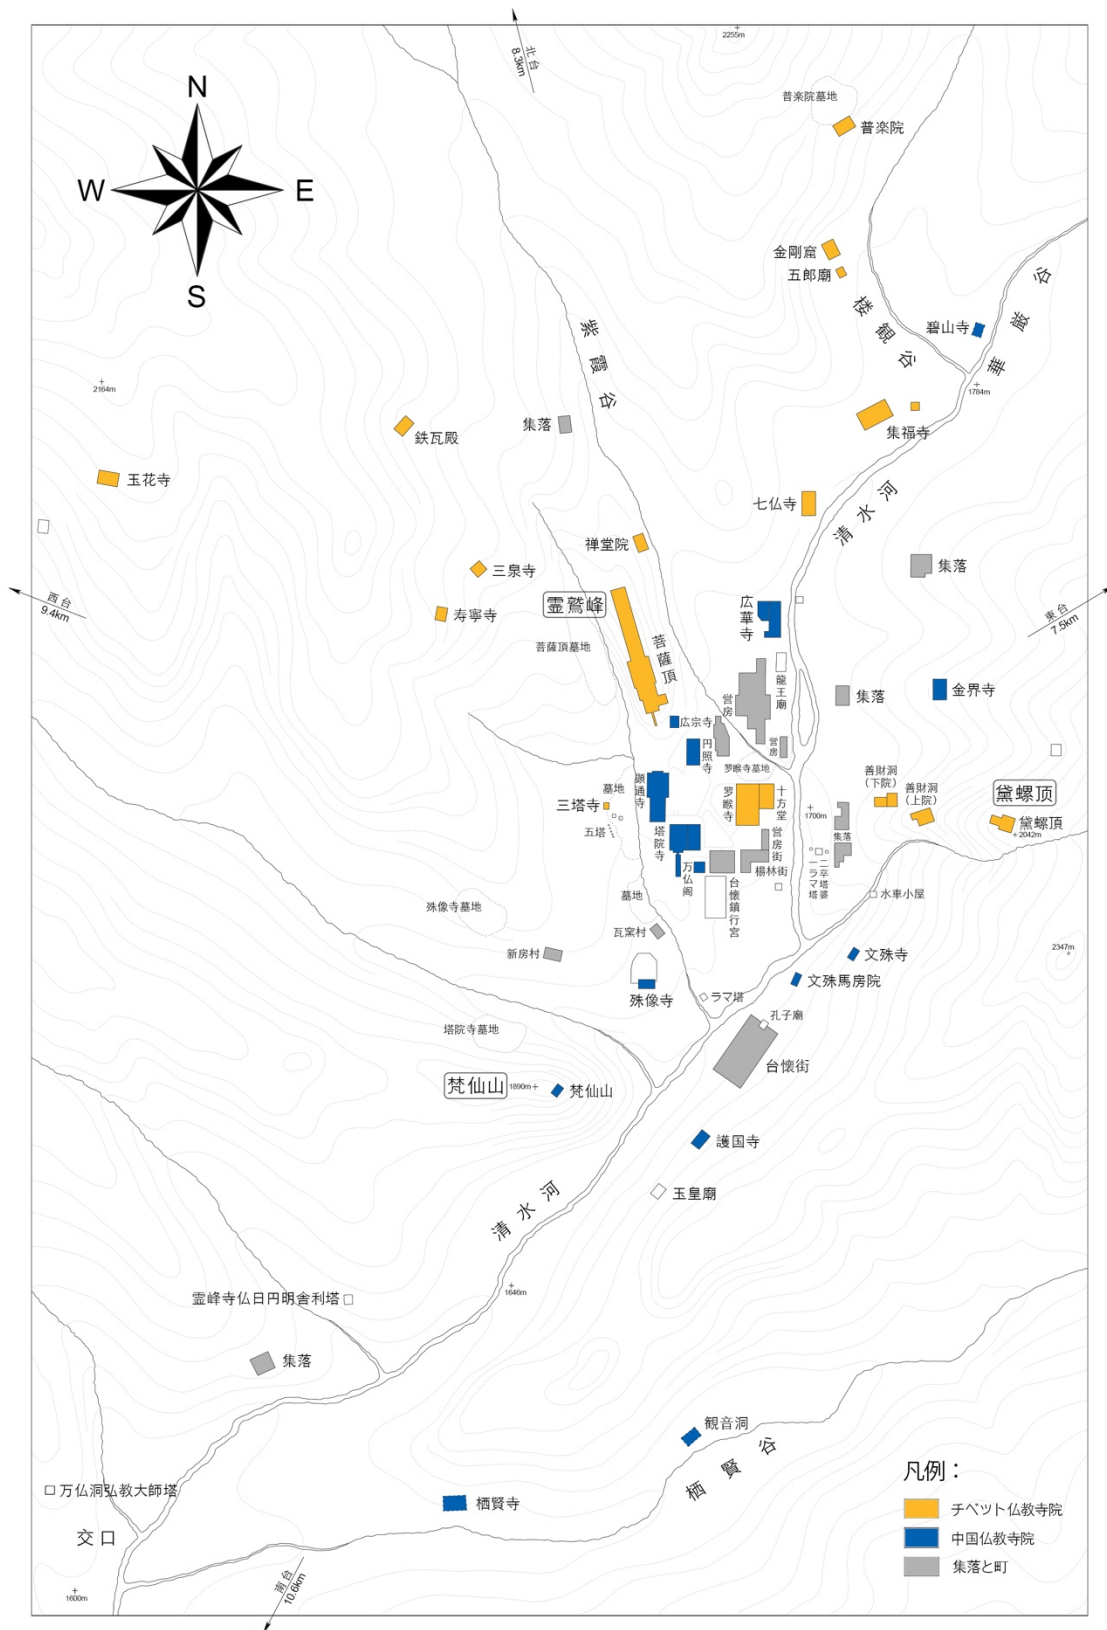 北台
8.3km
2255m
普楽院墓地
普楽院
N
W
E
S
金剛窟
五郎廟
楼観谷
華厳谷
碧山寺
1784m
紫霞谷
2164m
集落
鉄瓦殿
集福寺
玉花寺
七仏寺
清水河
禅堂院
三泉寺
集落
西台
9.4km
霊鷲峰
寿寧寺
広華寺
東台
7.5km
菩薩頂墓地
菩薩頂
龍王廟
営房
集落
金界寺
広宗寺
円照寺
営房
罗睺寺墓地
善財洞
(下院)
善財洞
(上院)
黛螺顶
黛螺頂
2042m
墓地
顕通寺
三塔寺
罗睺寺
十方堂
1700m
五塔
塔院寺
営房街
集落
万仏阁
楊林街
二卒塔婆
ラマ塔
台懐鎮行宮
水車小屋
殊像寺墓地
墓地
瓦窯村
新房村
文殊寺
2347m
文殊馬房院
殊像寺
ラマ塔
孔子廟
塔院寺墓地
台懐街
梵仙山
1890m
梵仙山
護国寺
玉皇廟
清水河
1646m
霊峰寺仏日円明舎利塔
集落
観音洞
栖賢谷
万仏洞弘教大師塔
栖賢寺
交口
1600m
南台
10.6km
凡例：
チベット仏教寺院
中国仏教寺院
集落と町